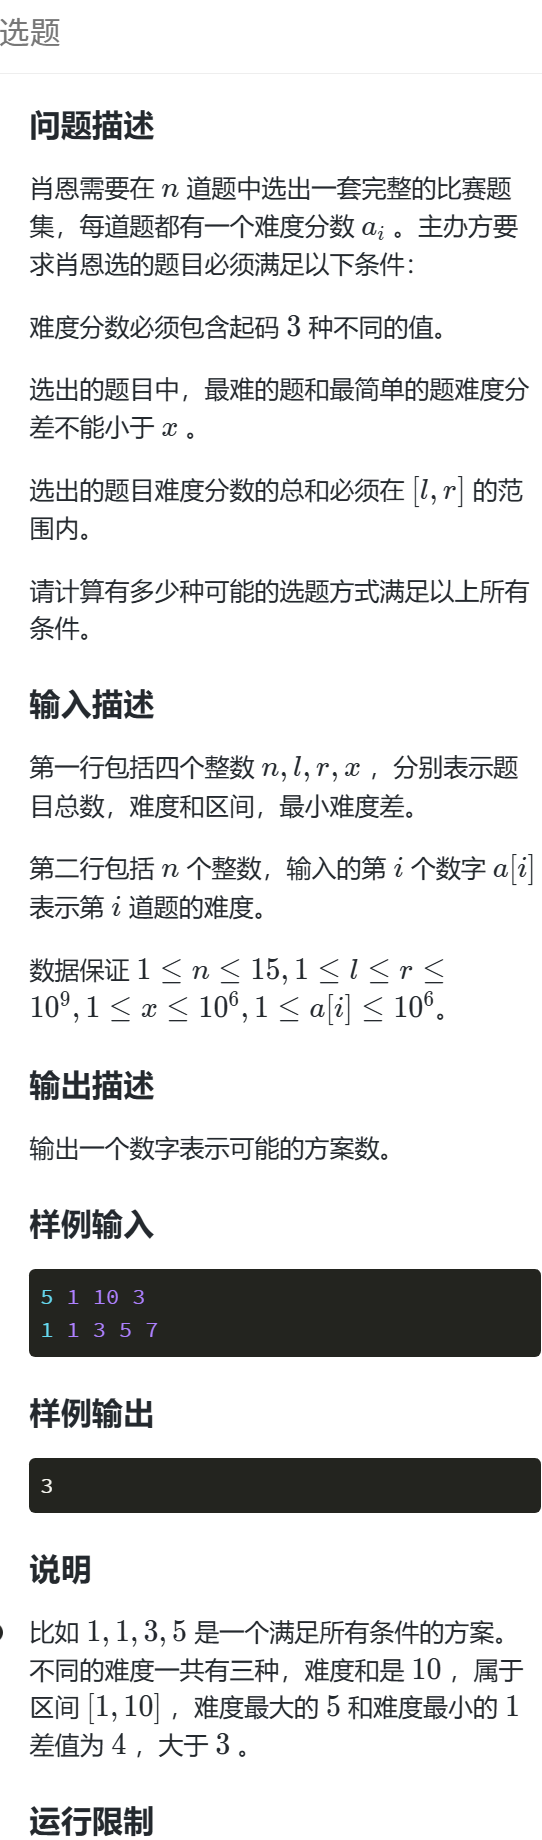 选题
问题描述
肖恩需要在 n 道题中选出一套完整的比赛题
集，每道题都有一个难度分数 a_i 。主办方要
求肖恩选的题目必须满足以下条件：
难度分数必须包含起码 3 种不同的值。
选出的题目中，最难的题和最简单的题难度分
差不能小于 x 。
选出的题目难度分数的总和必须在 [l, r] 的范
围内。
请计算有多少种可能的选题方式满足以上所有
条件。
输入描述
第一行包括四个整数 n, l, r, x ，分别表示题
目总数，难度和区间，最小难度差。
第二行包括 n 个整数，输入的第 i 个数字 a[i]
表示第 i 道题的难度。
数据保证 1 ≤ n ≤ 15, 1 ≤ l ≤ r ≤
10^9, 1 ≤ x ≤ 10^6, 1 ≤ a[i] ≤ 10^6。
输出描述
输出一个数字表示可能的方案数。
样例输入
5 1 10 3
1 1 3 5 7
样例输出
3
说明
比如 1, 1, 3, 5 是一个满足所有条件的方案。
不同的难度一共有三种，难度和是 10 ，属于
区间 [1, 10] ，难度最大的 5 和难度最小的 1
差值为 4 ，大于 3 。
运行限制